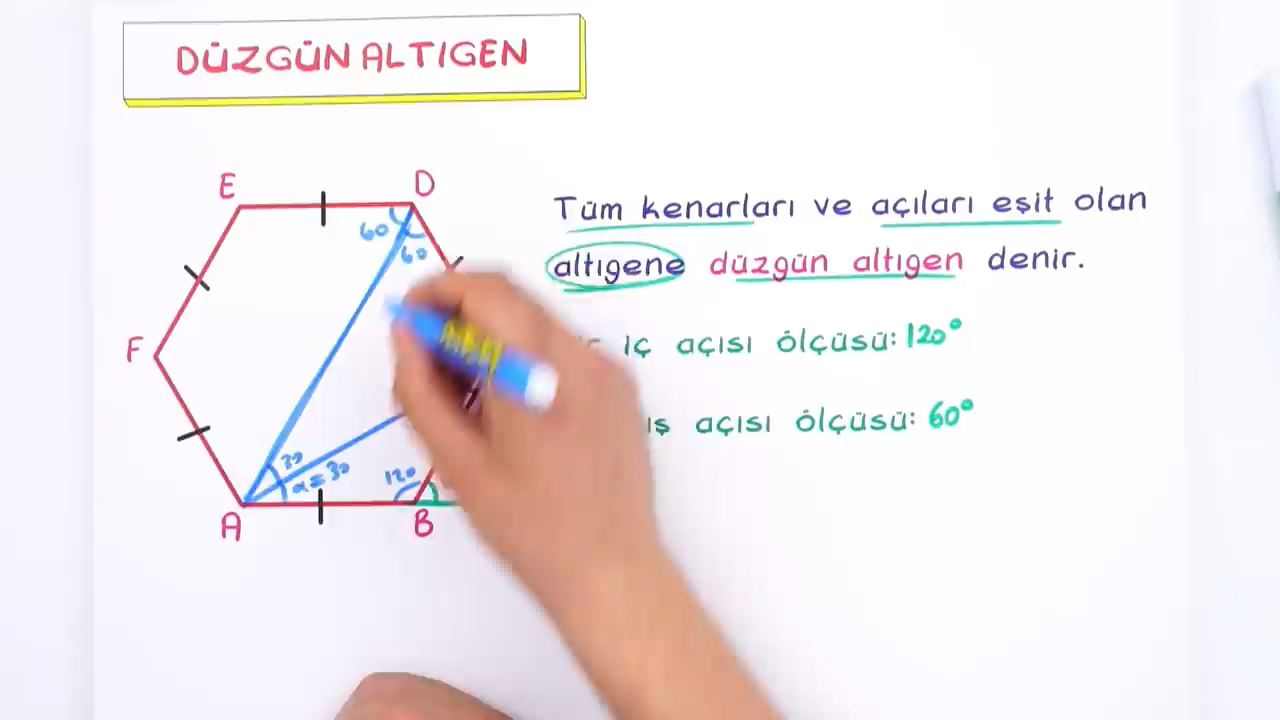 DÜZGÜN ALTIGEN
E
D
60
60
Tüm kenarları ve açıları eşit olan
altıgene düzgün altıgen denir.
iç açısı ölçüsü: 120°
F
açısı ölçüsü: 60°
30
α = 30
120
A
B